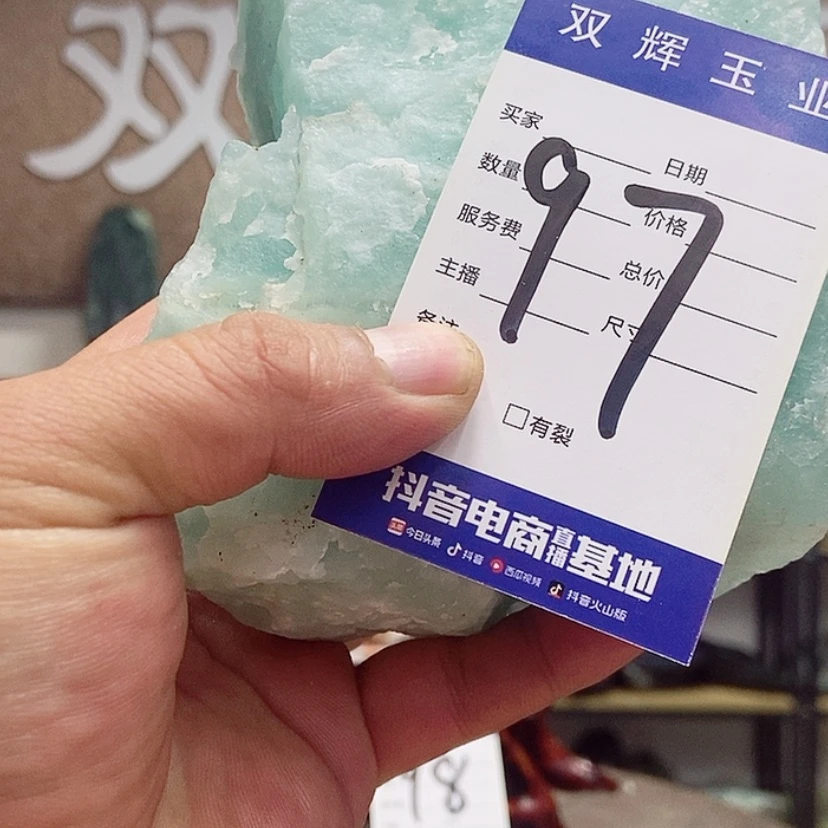 双
双辉玉业
买家 日期
数量 价格
服务费 总价
主播 尺寸
备注
97
有裂
抖音电商直播基地
今日头条 抖音 西瓜视频 抖音火山版
98